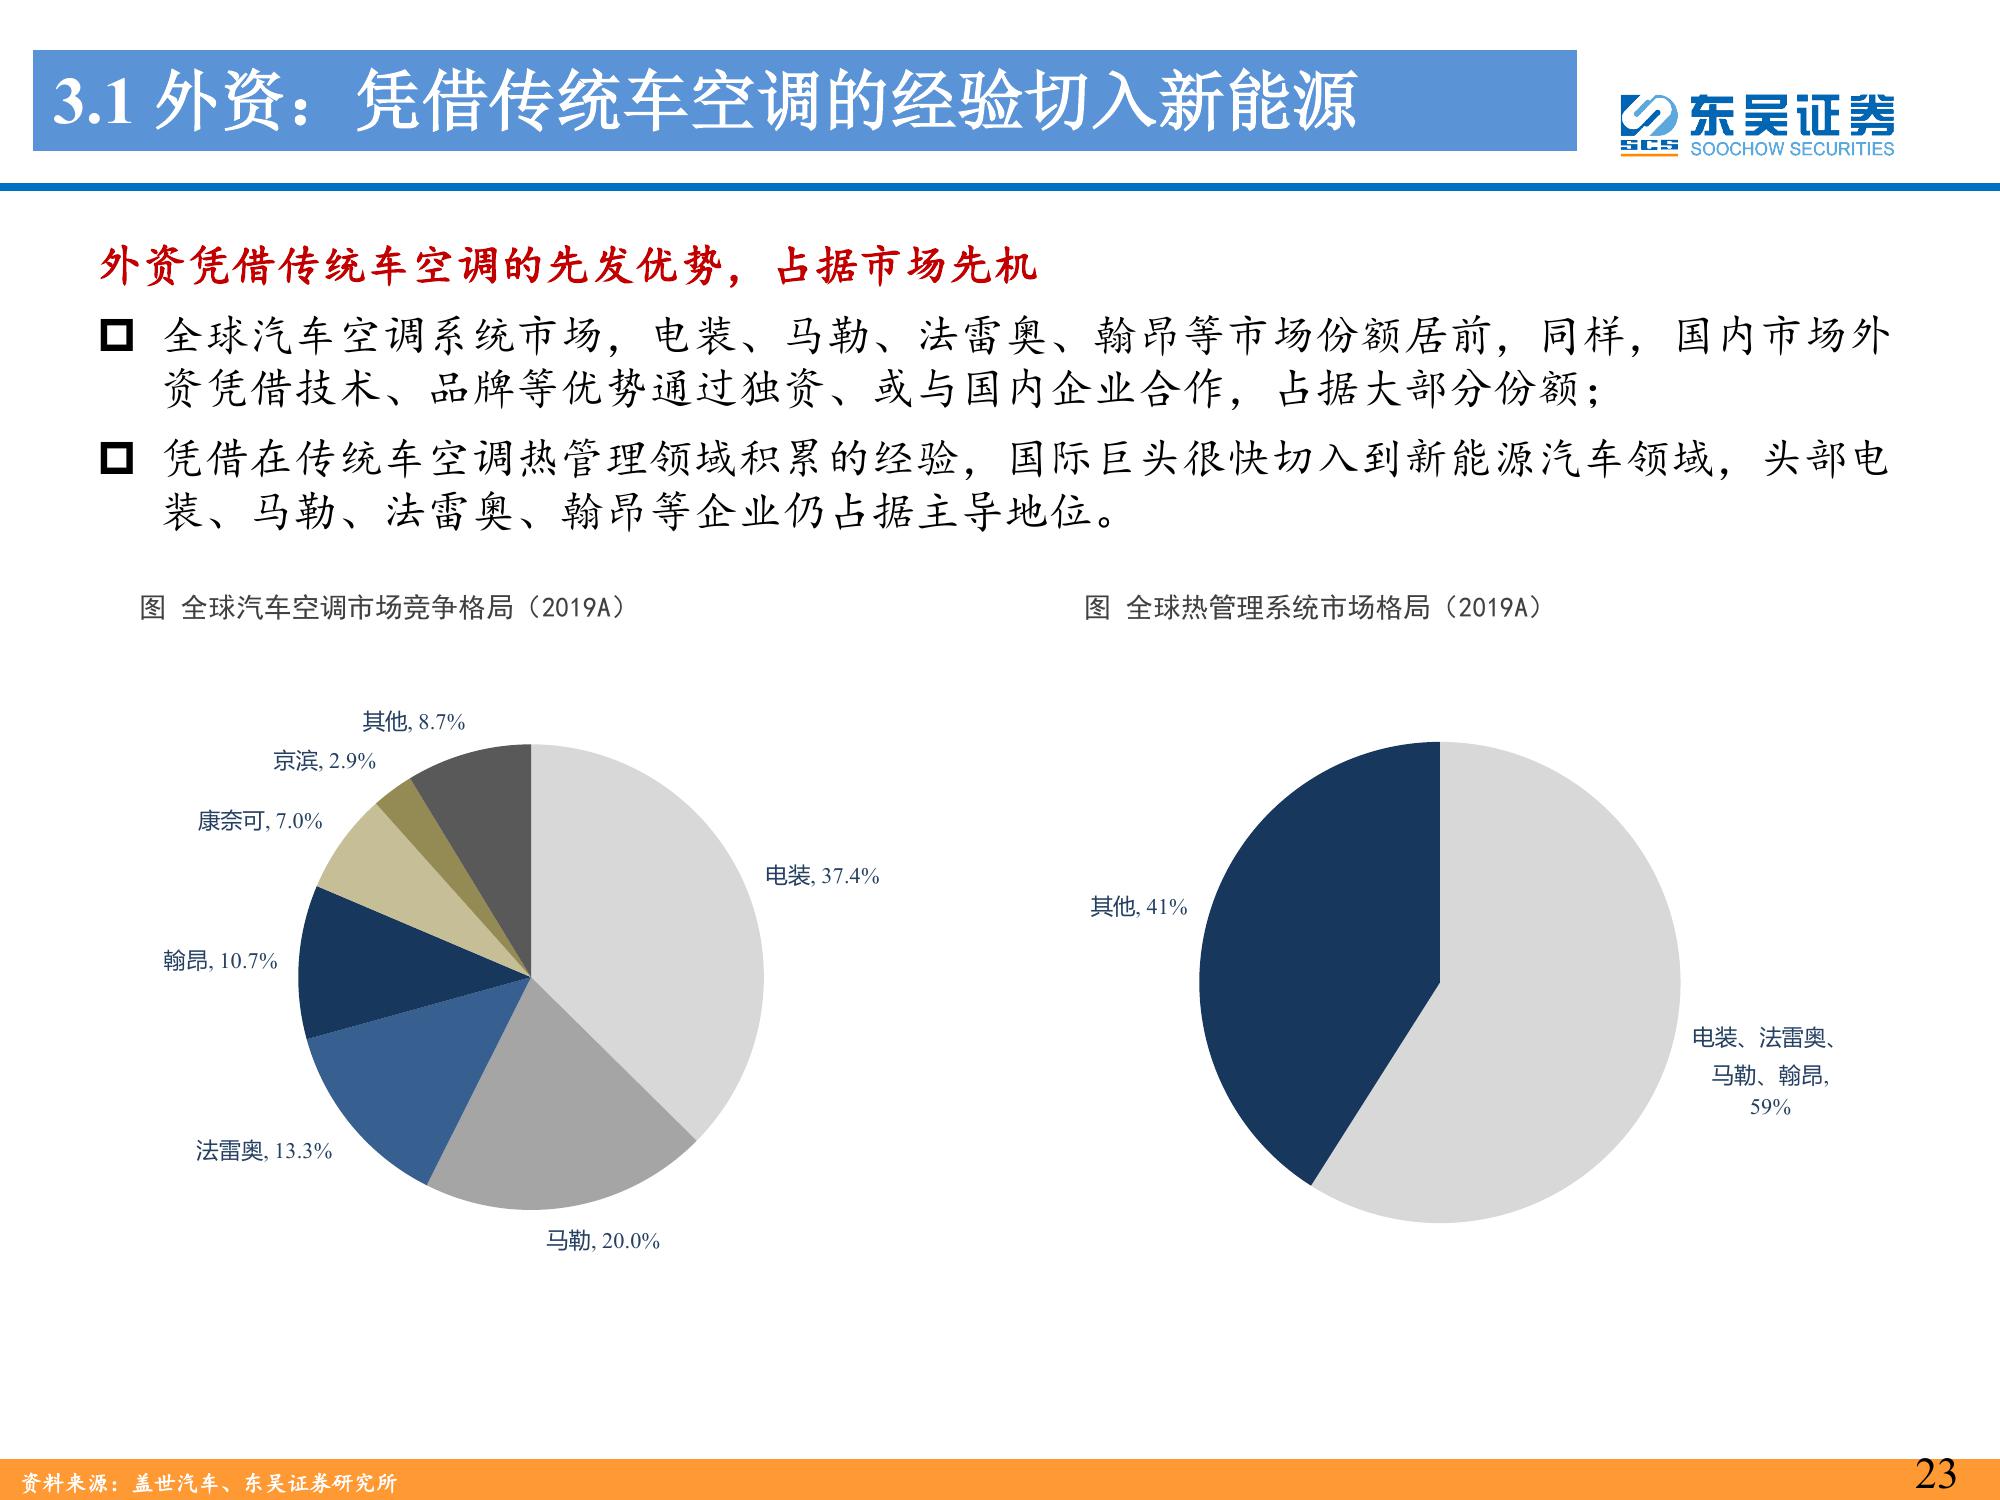 3.1 外资：凭借传统车空调的经验切入新能源
东吴证券
SCS
SOOCHOW SECURITIES
外资凭借传统车空调的先发优势，占据市场先机
全球汽车空调系统市场，电装、马勒、法雷奥、翰昂等市场份额居前，同样，国内市场外
资凭借技术、品牌等优势通过独资、或与国内企业合作，占据大部分份额；
凭借在传统车空调热管理领域积累的经验，国际巨头很快切入到新能源汽车领域，头部电
装、马勒、法雷奥、翰昂等企业仍占据主导地位。
图 全球汽车空调市场竞争格局（2019A）
其他, 8.7%
京滨, 2.9%
康奈可, 7.0%
电装, 37.4%
翰昂, 10.7%
法雷奥, 13.3%
马勒, 20.0%
图 全球热管理系统市场格局（2019A）
其他, 41%
电装、法雷奥、
马勒、翰昂,
59%
资料来源：盖世汽车、东吴证券研究所
23